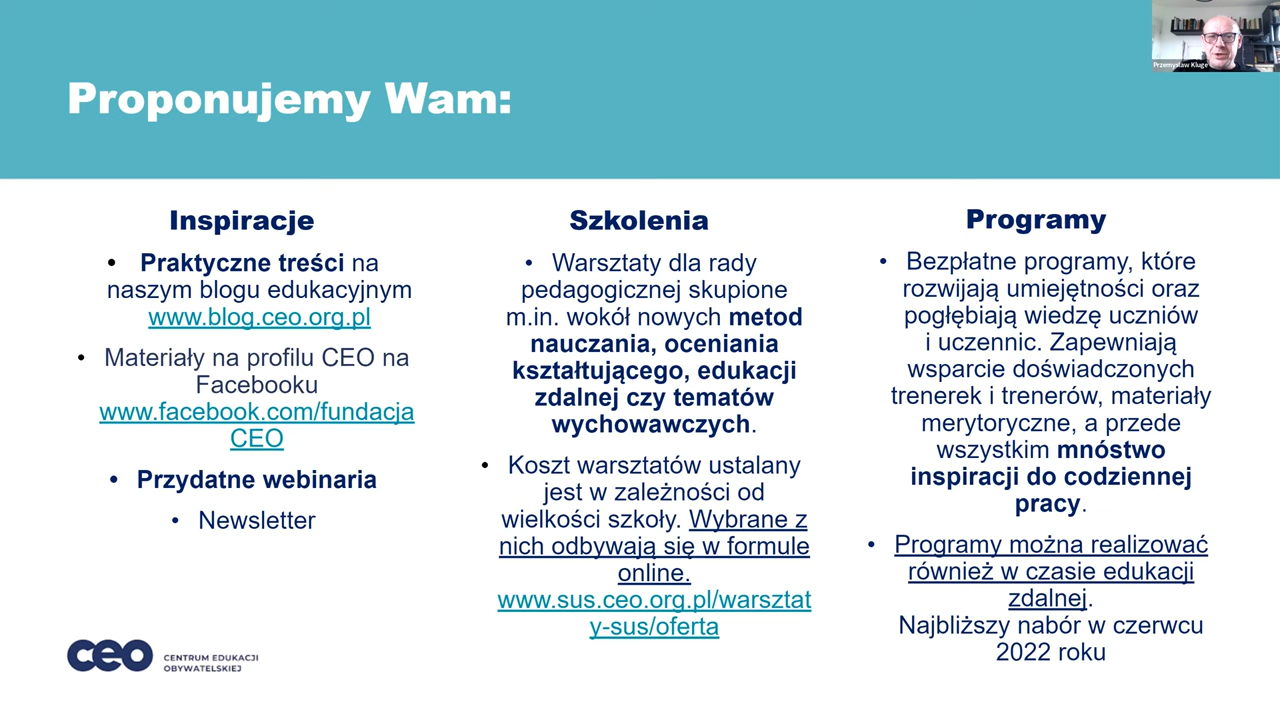 Przemysław Kluge
Proponujemy Wam:
Inspiracje
• Praktyczne treści na
naszym blogu edukacyjnym
www.blog.ceo.org.pl
• Materiały na profilu CEO na
Facebooku
www.facebook.com/fundacja
CEO
• Przydatne webinaria
• Newsletter
Szkolenia
• Warsztaty dla rady
pedagogicznej skupione
m.in. wokół nowych metod
nauczania, oceniania
kształtującego, edukacji
zdalnej czy tematów
wychowawczych.
• Koszt warsztatów ustalany
jest w zależności od
wielkości szkoły. Wybrane z
nich odbywają się w formule
online.
www.sus.ceo.org.pl/warsztat
y-sus/oferta
Programy
• Bezpłatne programy, które
rozwijają umiejętności oraz
pogłębiają wiedzę uczniów
i uczennic. Zapewniają
wsparcie doświadczonych
trenerek i trenerów, materiały
merytoryczne, a przede
wszystkim mnóstwo
inspiracji do codziennej
pracy.
• Programy można realizować
również w czasie edukacji
zdalnej.
Najbliższy nabór w czerwcu
2022 roku
ceo
CENTRUM EDUKACJI
OBYWATELSKIEJ